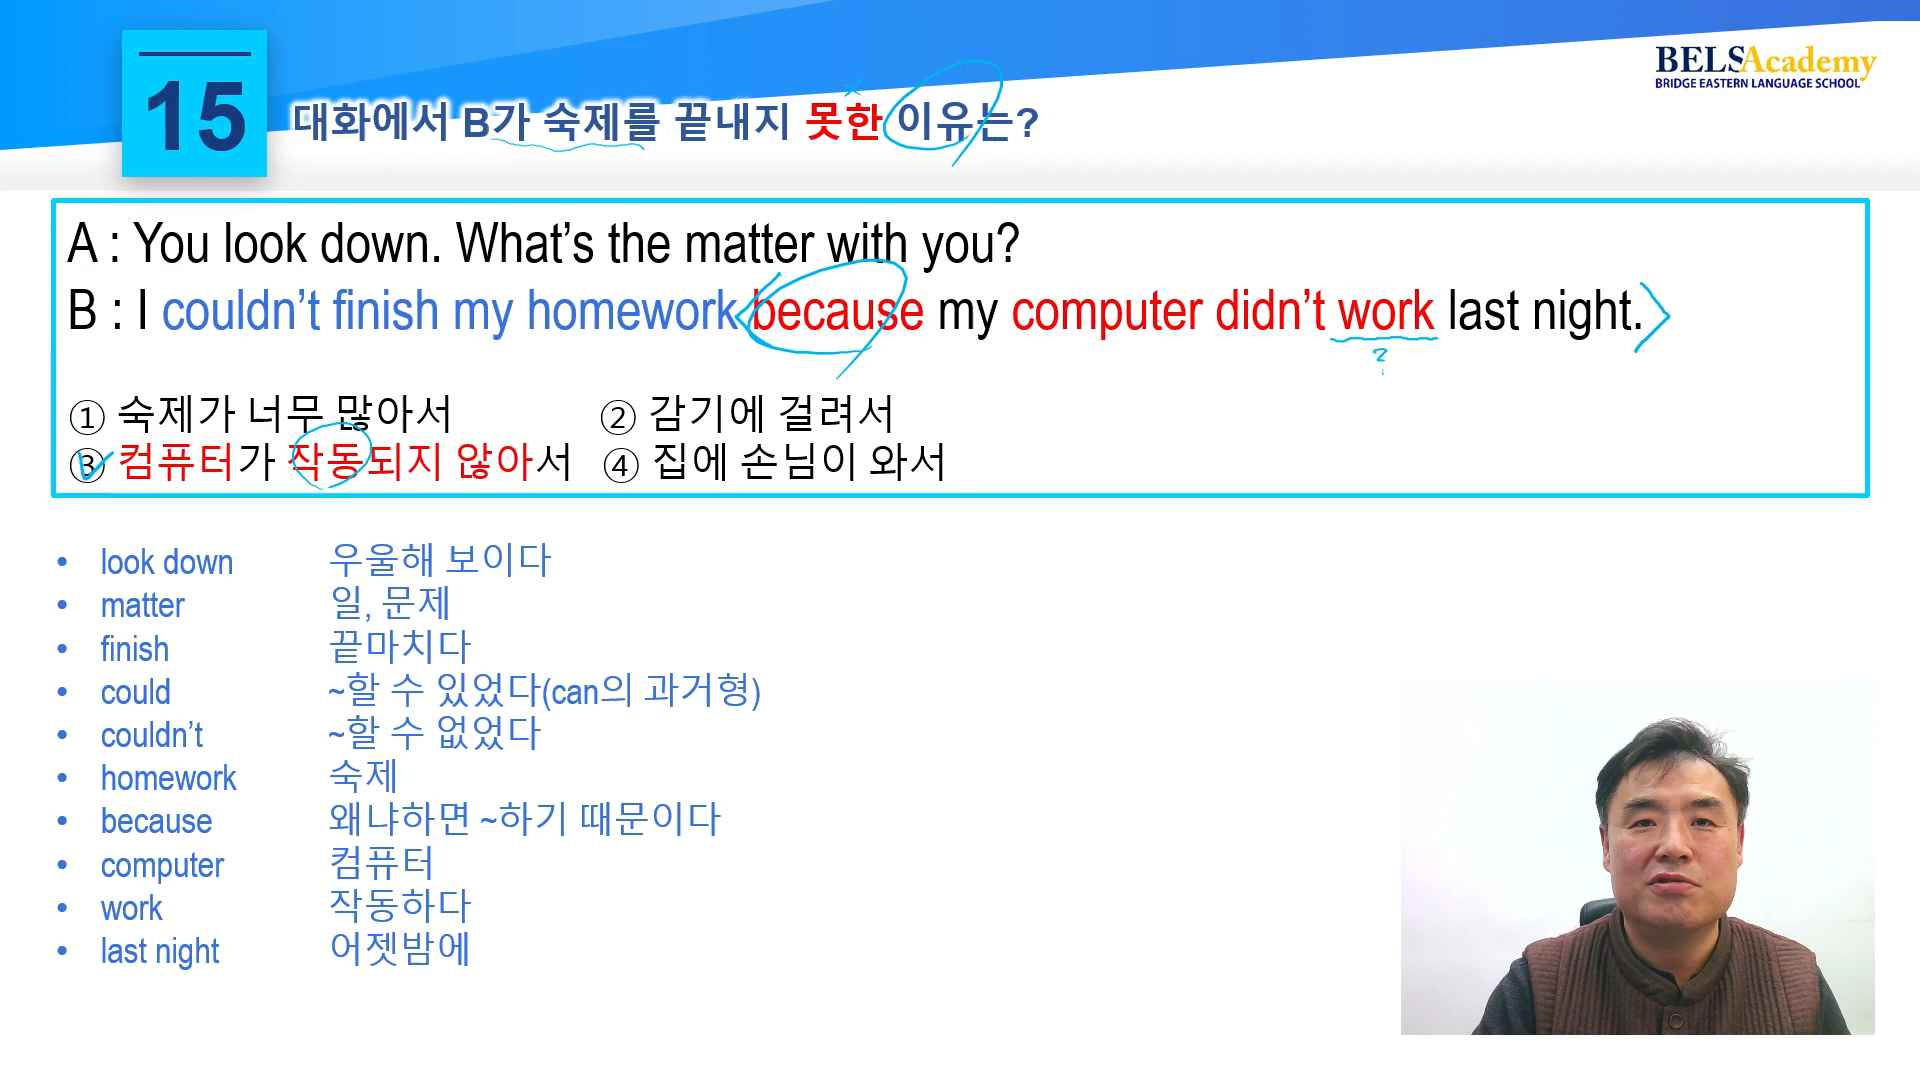 15
대화에서 B가 숙제를 끝내지 못한 이유는?
BELSAcademy
BRIDGE EASTERN LANGUAGE SCHOOL
A : You look down. What’s the matter with you?
B : I couldn’t finish my homework because my computer didn’t work last night.
?
① 숙제가 너무 많아서 ② 감기에 걸려서
③ 컴퓨터가 작동되지 않아서 ④ 집에 손님이 와서
• look down 우울해 보이다
• matter 일, 문제
• finish 끝마치다
• could ~할 수 있었다(can의 과거형)
• couldn’t ~할 수 없었다
• homework 숙제
• because 왜냐하면 ~하기 때문이다
• computer 컴퓨터
• work 작동하다
• last night 어젯밤에